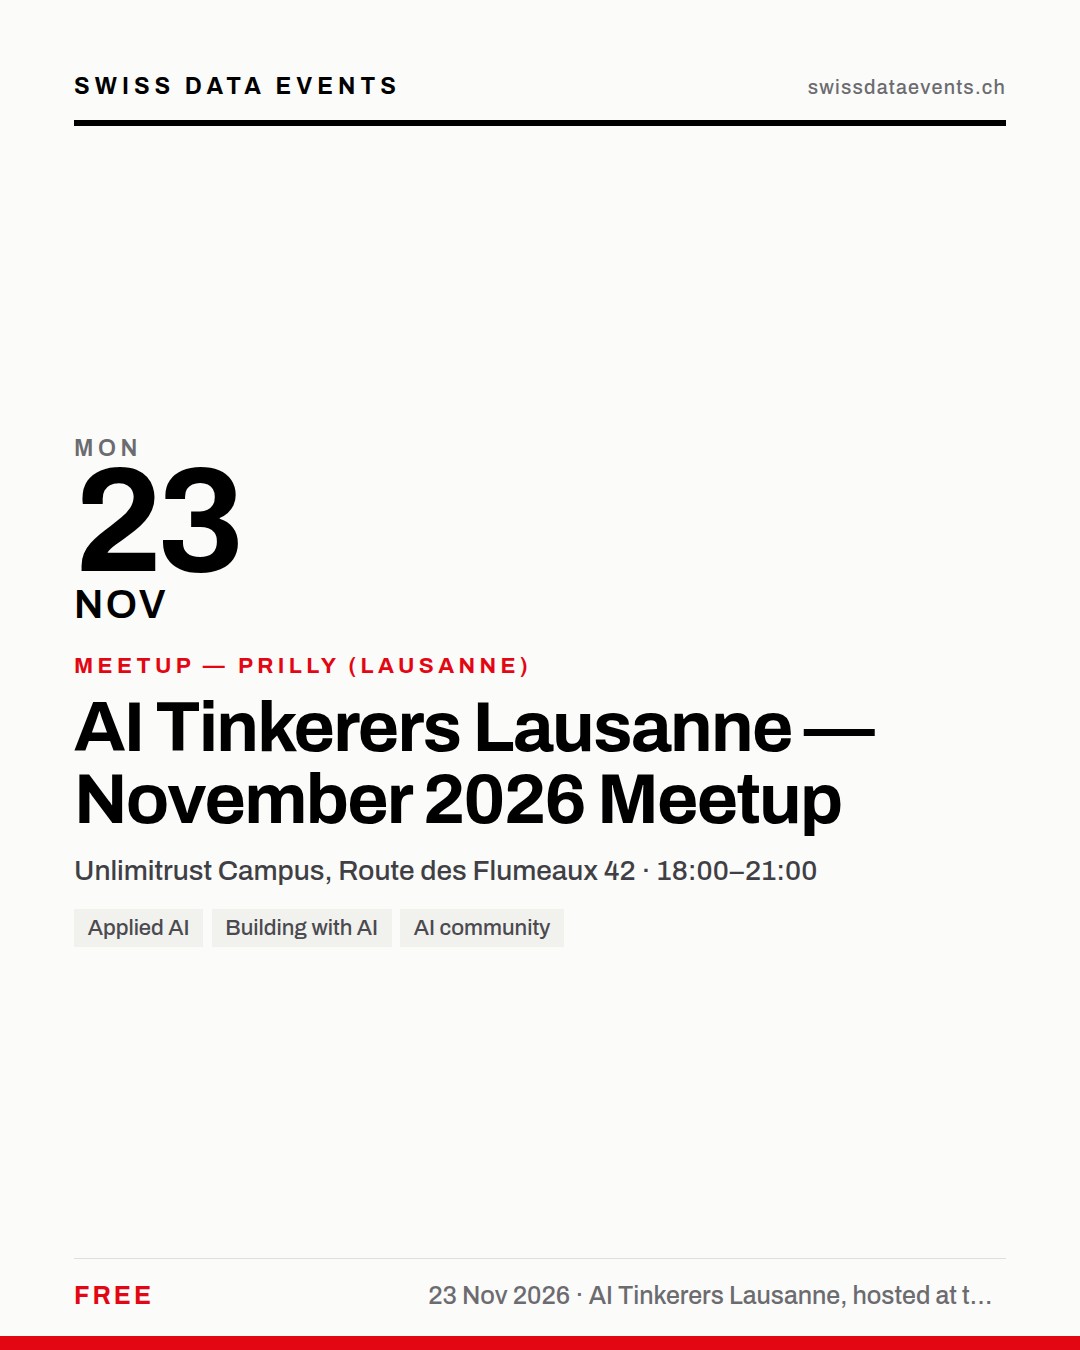 SWISS DATA EVENTS
swissdataevents.ch
MON
23
NOV
MEETUP — PRILLY (LAUSANNE)
AI Tinkerers Lausanne —
November 2026 Meetup
Unlimitrust Campus, Route des Flumeaux 42 · 18:00–21:00
Applied AI
Building with AI
AI community
FREE
23 Nov 2026 · AI Tinkerers Lausanne, hosted at t…